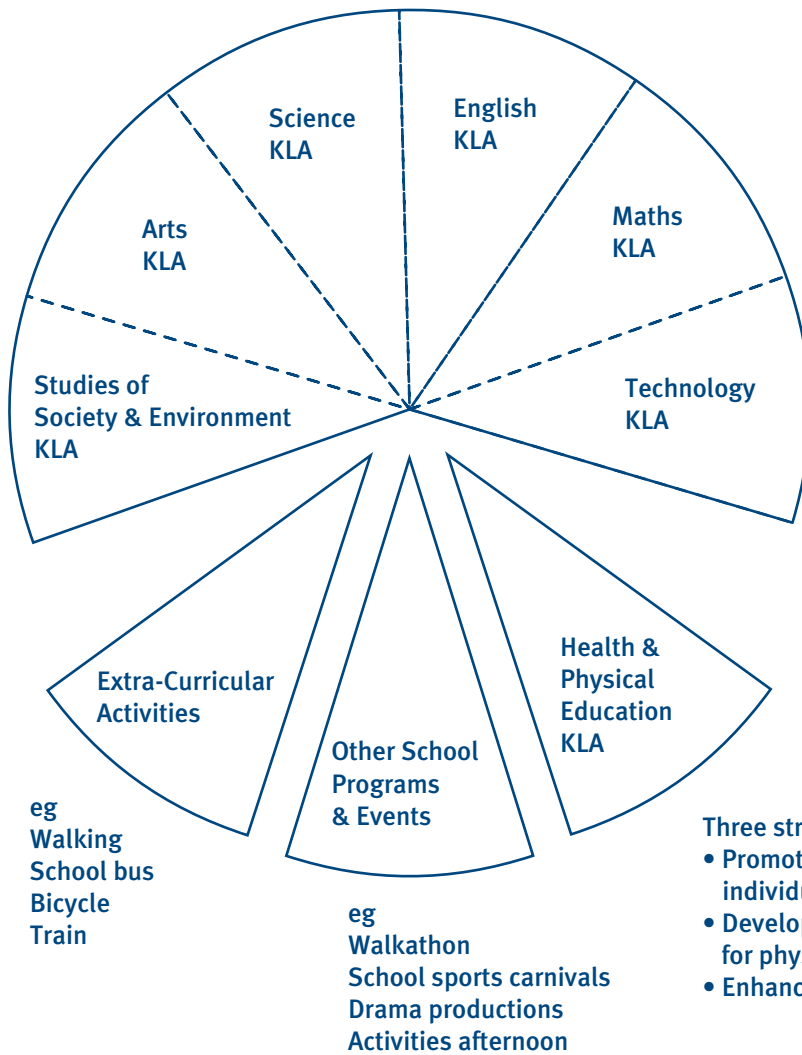 Science
KLA
English
KLA
Arts
KLA
Maths
KLA
Studies of
Society & Environment
KLA
Technology
KLA
Extra-Curricular
Activities
Other School
Programs
& Events
Health &
Physical
Education
KLA
eg
Walking
School bus
Bicycle
Train
eg
Walkathon
School sports carnivals
Drama productions
Activities afternoon
Three
•
•
for
•